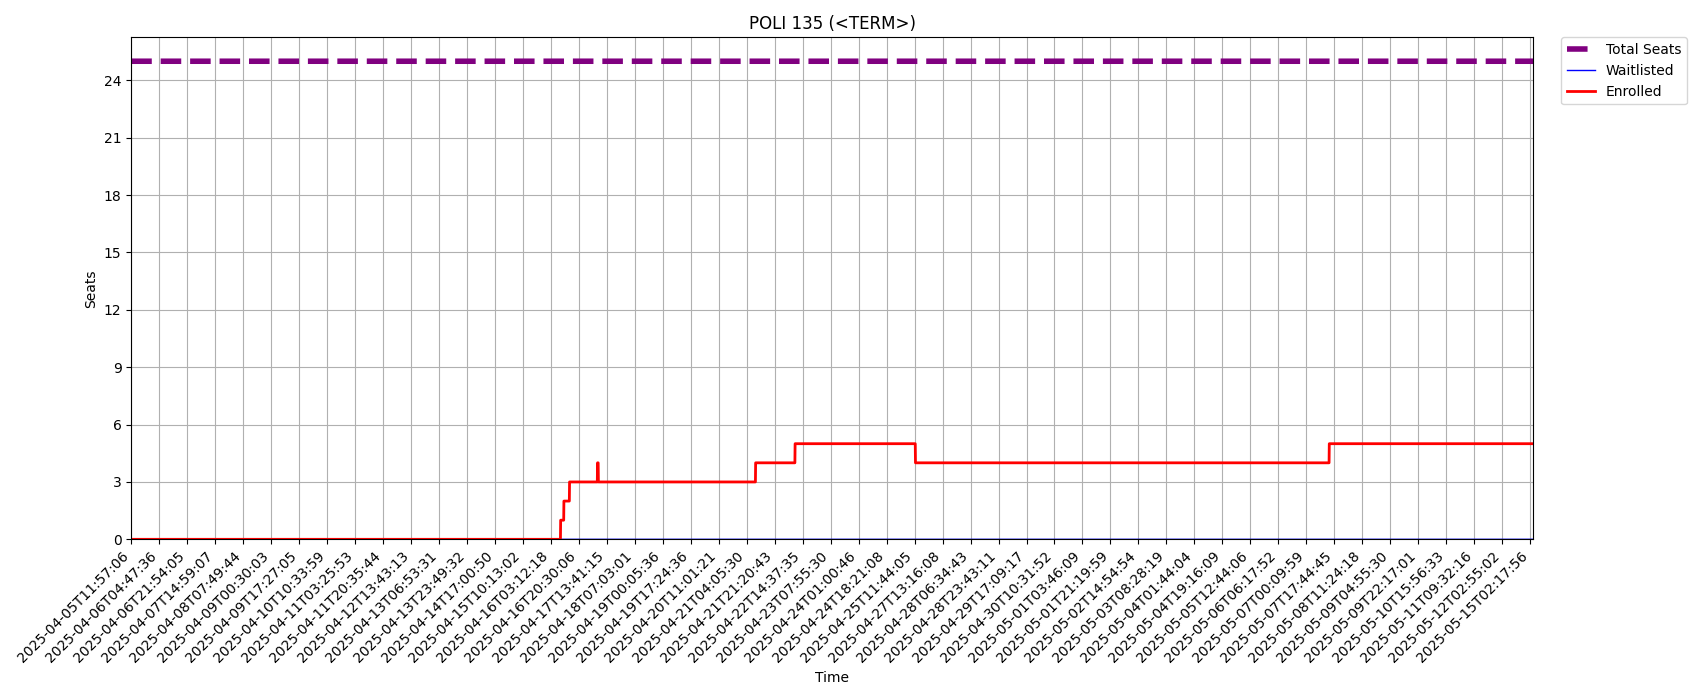 POLI 135 (<TERM>)
Total Seats
Waitlisted
Enrolled
Seats
24
21
18
15
12
9
6
3
0
2025-04-05T11:57:06
2025-04-06T04:47:36
2025-04-06T21:54:05
2025-04-07T14:59:07
2025-04-08T07:49:44
2025-04-09T00:30:03
2025-04-09T17:27:05
2025-04-10T10:33:59
2025-04-11T03:25:53
2025-04-11T20:35:44
2025-04-12T13:43:13
2025-04-13T06:53:31
2025-04-13T23:49:32
2025-04-14T17:00:50
2025-04-15T10:13:02
2025-04-16T03:12:18
2025-04-16T20:30:06
2025-04-17T13:41:15
2025-04-18T07:03:01
2025-04-19T00:05:36
2025-04-19T17:24:36
2025-04-20T11:01:21
2025-04-21T04:05:30
2025-04-21T21:20:43
2025-04-22T14:37:35
2025-04-23T07:55:30
2025-04-24T01:00:46
2025-04-24T18:21:08
2025-04-25T11:44:05
2025-04-27T13:16:08
2025-04-28T06:34:43
2025-04-28T23:43:11
2025-04-29T17:09:17
2025-04-30T10:31:52
2025-05-01T03:46:09
2025-05-01T21:19:59
2025-05-02T14:54:54
2025-05-03T08:28:19
2025-05-04T01:44:04
2025-05-04T19:16:09
2025-05-05T12:44:06
2025-05-06T06:17:52
2025-05-07T00:09:59
2025-05-07T17:44:45
2025-05-08T11:24:18
2025-05-09T04:55:30
2025-05-09T22:17:01
2025-05-10T15:56:33
2025-05-11T09:32:16
2025-05-12T02:55:02
2025-05-15T02:17:56
Time